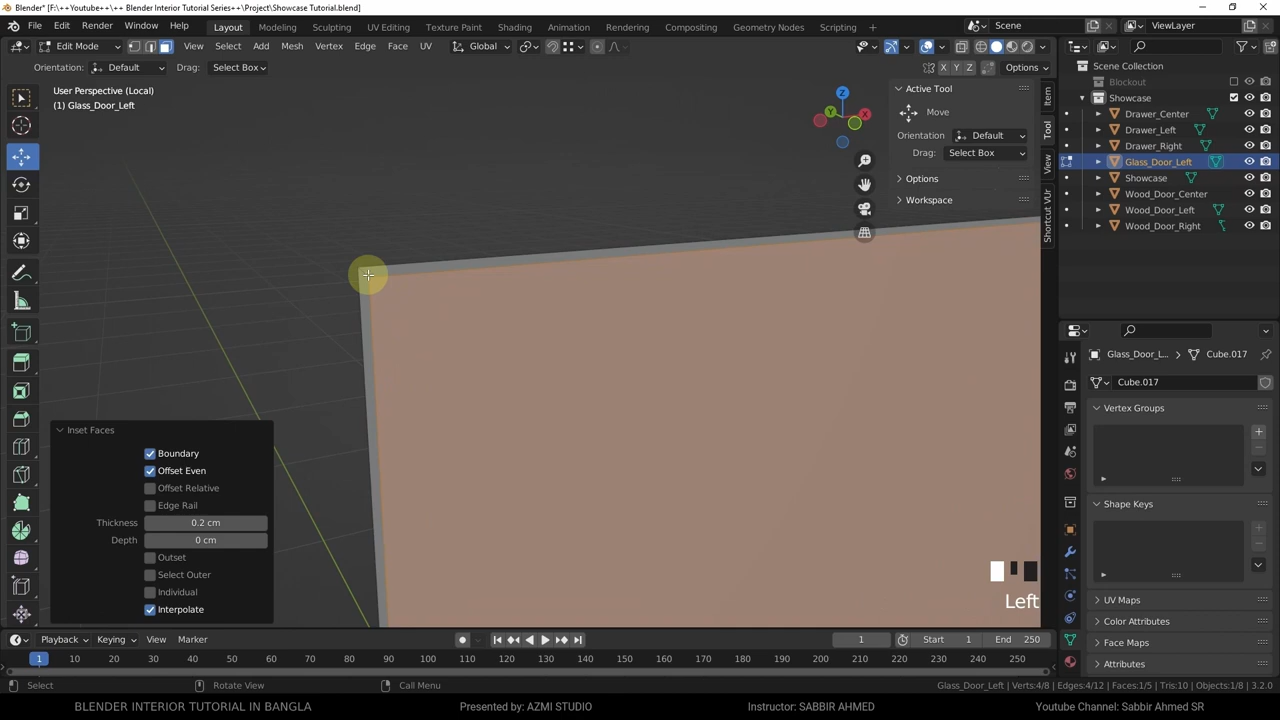 Blender* [F:\++Youtube++\++ Blender Interior Tutorial Series++\Project\Showcase Tutorial.blend]
File Edit Render Window Help Layout Modeling Sculpting UV Editing Texture Paint Shading Animation Rendering Compositing Geometry Nodes Scripting Scene ViewLayer
Edit Mode View Select Add Mesh Vertex Edge Face UV Global
Orientation: Default Drag: Select Box X Y Z Options
User Perspective (Local)
(1) Glass_Door_Left
Z
Y
X
Active Tool
Move
Orientation Default
Drag: Select Box
Options
Workspace
Item
Tool
View
Shortcut VUr
Scene Collection
Blockout
Showcase
Drawer_Center
Drawer_Left
Drawer_Right
Glass_Door_Left
Showcase
Wood_Door_Center
Wood_Door_Left
Wood_Door_Right
Glass_Door_L... > Cube.017
Cube.017
Vertex Groups
Shape Keys
UV Maps
Color Attributes
Face Maps
Attributes
Inset Faces
Boundary
Offset Even
Offset Relative
Edge Rail
Thickness 0.2 cm
Depth 0 cm
Outset
Select Outer
Individual
Interpolate
Left
Playback Keying View Marker 1 Start 1 End 250
1 10 20 30 40 50 60 70 80 90 100 110 120 130 140 150 160 170 180 190 200 210 220 230 240 250
Select Rotate View Call Menu Glass_Door_Left | Verts:4/8 | Edges:4/12 | Faces:1/5 | Tris:10 | Objects:1/8 | 3.2.0
BLENDER INTERIOR TUTORIAL IN BANGLA Presented by: AZMI STUDIO Instructor: SABBIR AHMED Youtube Channel: Sabbir Ahmed SR